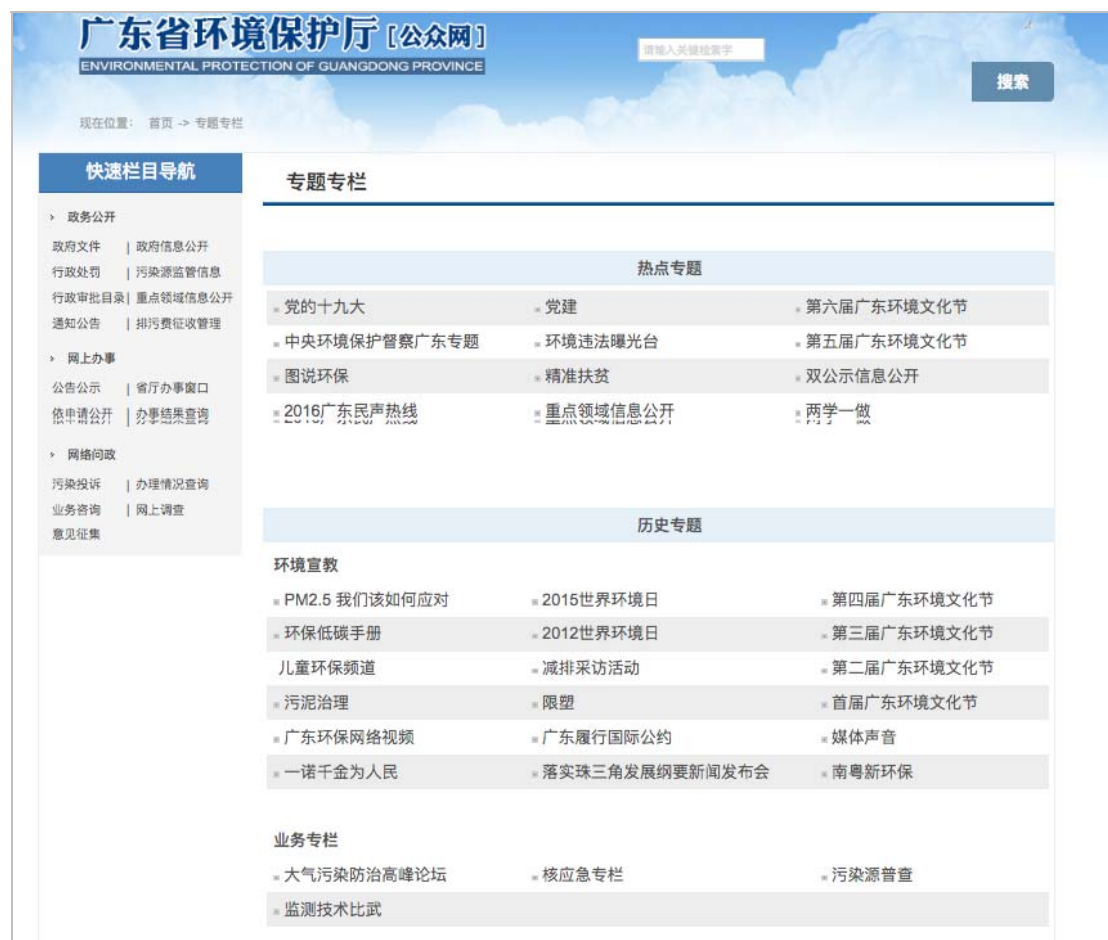 广东省环境保护厅 [公众网]
ENVIRONMENTAL PROTECTION OF GUANGDONG PROVINCE
请输入关键检索字
搜索
现在位置： 首页 -> 专题专栏
快速栏目导航
› 政务公开
政府文件 | 政府信息公开
行政处罚 | 污染源监管信息
行政审批目录| 重点领域信息公开
通知公告 | 排污费征收管理
› 网上办事
公告公示 | 省厅办事窗口
依申请公开 | 办事结果查询
› 网络问政
污染投诉 | 办理情况查询
业务咨询 | 网上调查
意见征集
专题专栏
热点专题
党的十九大 党建 第六届广东环境文化节
中央环境保护督察广东专题 环境违法曝光台 第五届广东环境文化节
图说环保 精准扶贫 双公示信息公开
2016广东民声热线 重点领域信息公开 两学一做
历史专题
环境宣教
PM2.5 我们该如何应对 2015世界环境日 第四届广东环境文化节
环保低碳手册 2012世界环境日 第三届广东环境文化节
儿童环保频道 减排采访活动 第二届广东环境文化节
污泥治理 限塑 首届广东环境文化节
广东环保网络视频 广东履行国际公约 媒体声音
一诺千金为人民 落实珠三角发展纲要新闻发布会 南粤新环保
业务专栏
大气污染防治高峰论坛 核应急专栏 污染源普查
监测技术比武